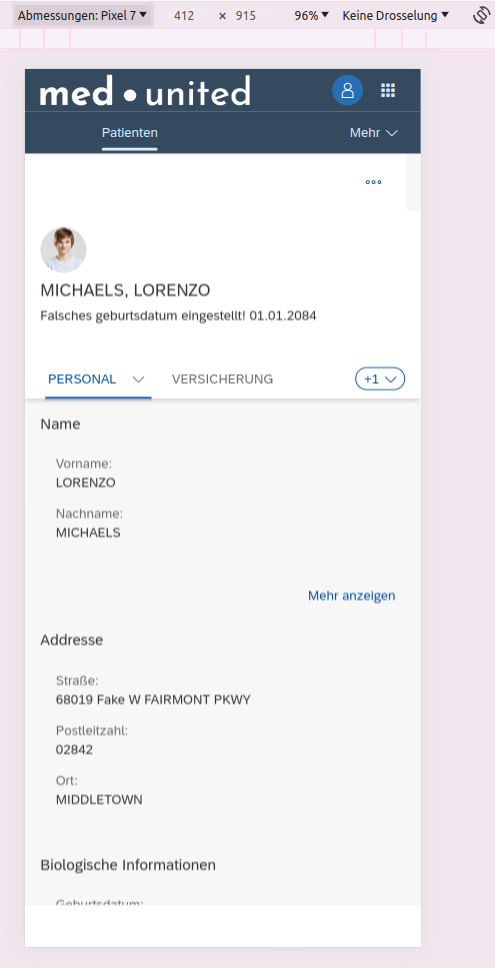 Abmessungen: Pixel 7 412 × 915 96% Keine Drosselung
med • united
Patienten Mehr
MICHAELS, LORENZO
Falsches geburtsdatum eingestellt! 01.01.2084
PERSONAL VERSICHERUNG +1
Name
Vorname:
LORENZO
Nachname:
MICHAELS
Mehr anzeigen
Addresse
Straße:
68019 Fake W FAIRMONT PKWY
Postleitzahl:
02842
Ort:
MIDDLETOWN
Biologische Informationen
Geburtsdatum: